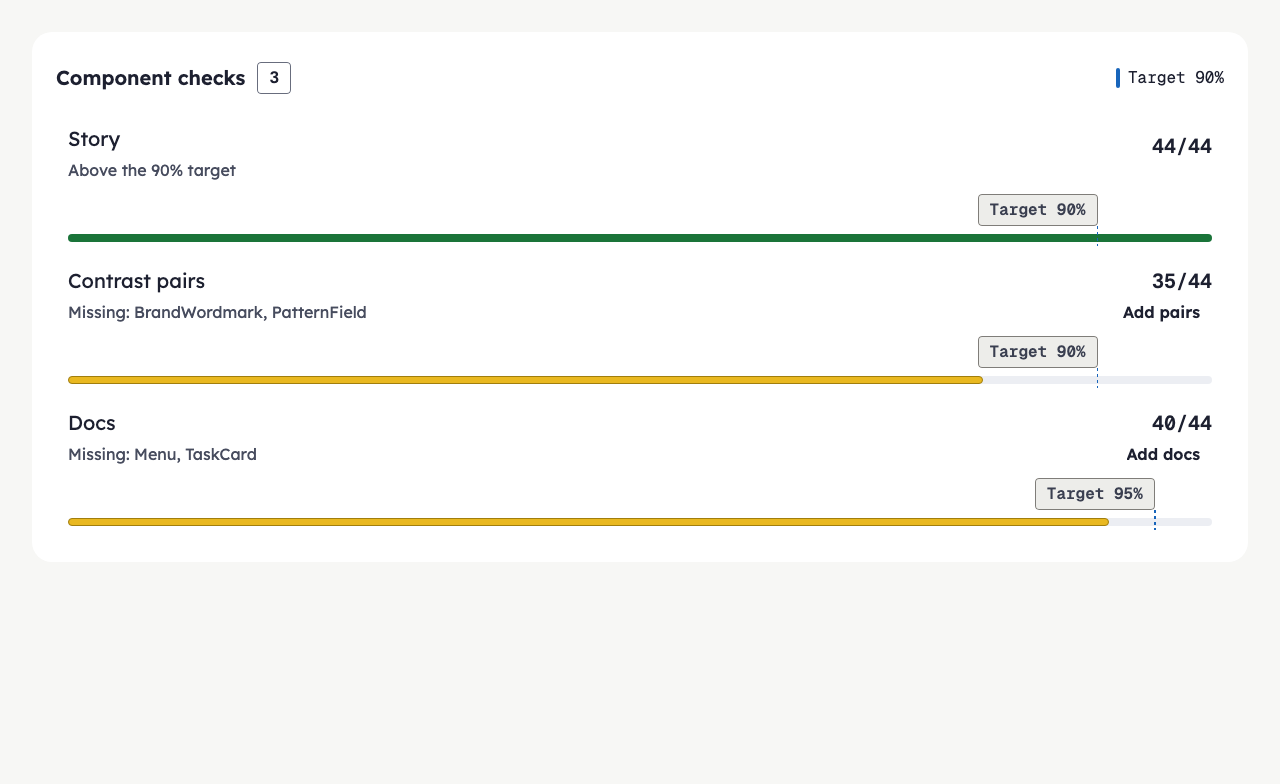 Component checks 3
Target 90%
Story
44/44
Above the 90% target
Target 90%
Contrast pairs
35/44
Missing: BrandWordmark, PatternField
Add pairs
Target 90%
Docs
40/44
Missing: Menu, TaskCard
Add docs
Target 95%